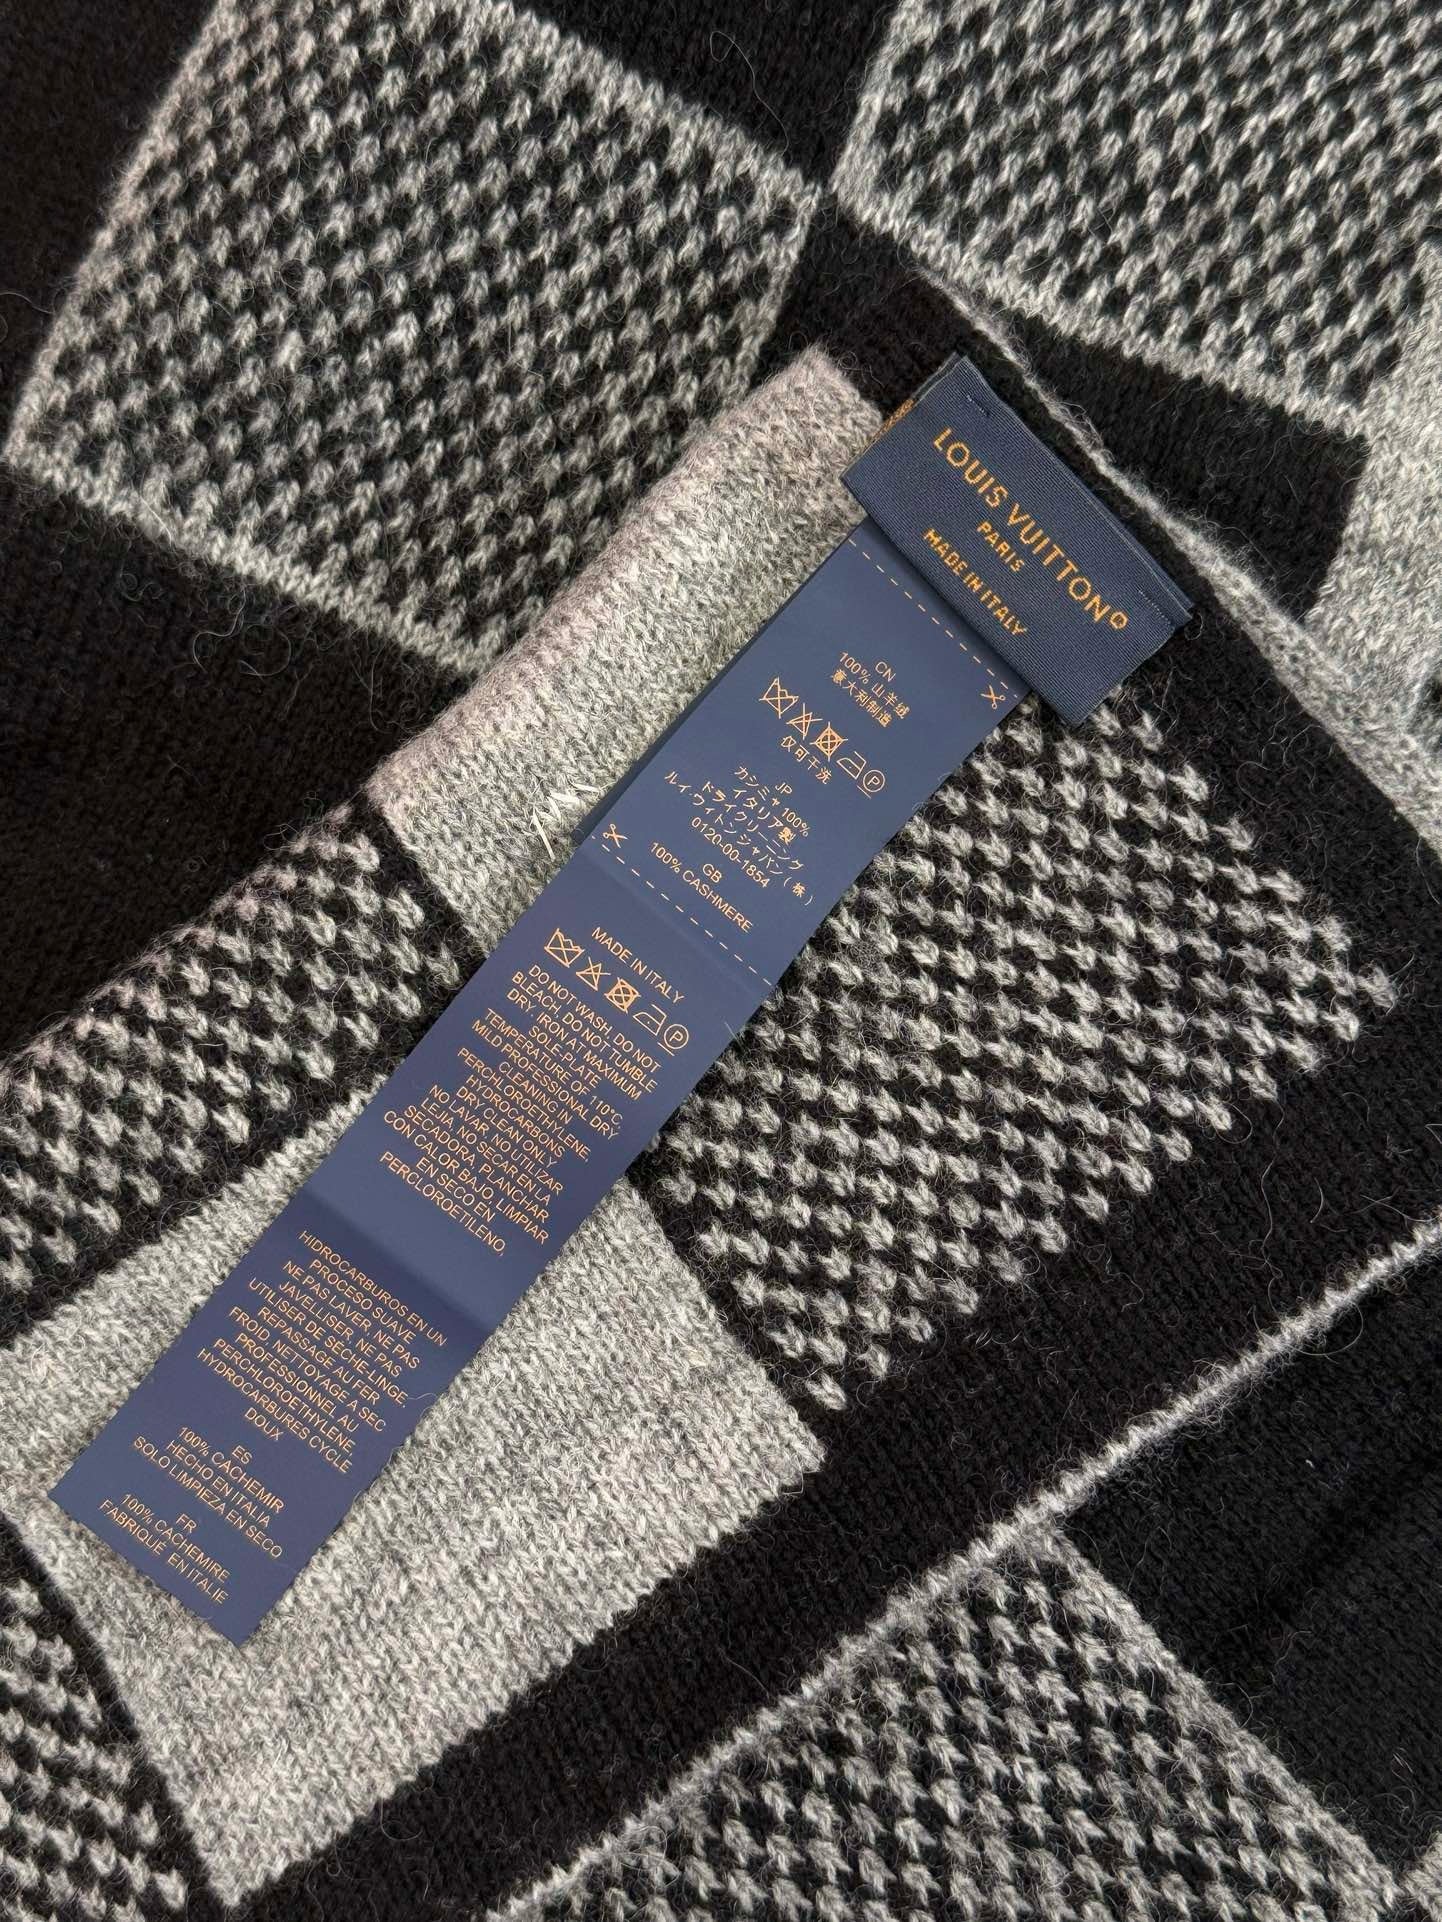 LOUIS VUITTON
PARIS
MADE IN ITALY
CN
100% 山羊绒
意大利制造
P
仅可干洗
JP
カシミヤ100%
イタリア製
ドライクリーニング
ルイ・ヴィトンジャパン(株)
0120-00-1854
GB
100% CASHMERE
MADE IN ITALY
P
DO NOT WASH, DO NOT
BLEACH, DO NOT TUMBLE
DRY, IRON AT MAXIMUM
SOLE-PLATE
TEMPERATURE OF 110°C,
MILD PROFESSIONAL DRY
CLEANING IN
PERCHLOROETHYLENE,
HYDROCARBONS
DRY CLEAN ONLY
NO LAVAR, NO UTILIZAR
LEJIA, NO SECAR EN LA
SECADORA, PLANCHAR
CON CALOR BAJO, LIMPIAR
EN SECO EN
PERCLOROETILENO,
HIDROCARBUROS EN UN
PROCESO SUAVE
NE PAS LAVER, NE PAS
JAVELLISER, NE PAS
UTILISER DE SÈCHE-LINGE,
REPASSAGE AU FER
FROID, NETTOYAGE A SEC
PROFESSIONNEL AU
PERCHLOROETHYLENE
HYDROCARBURES CYCLE
DOUX
ES
100% CACHEMIR
HECHO EN ITALIA
SOLO LIMPIEZA EN SECO
FR
100% CACHEMIRE
FABRIQUÉ EN ITALIE